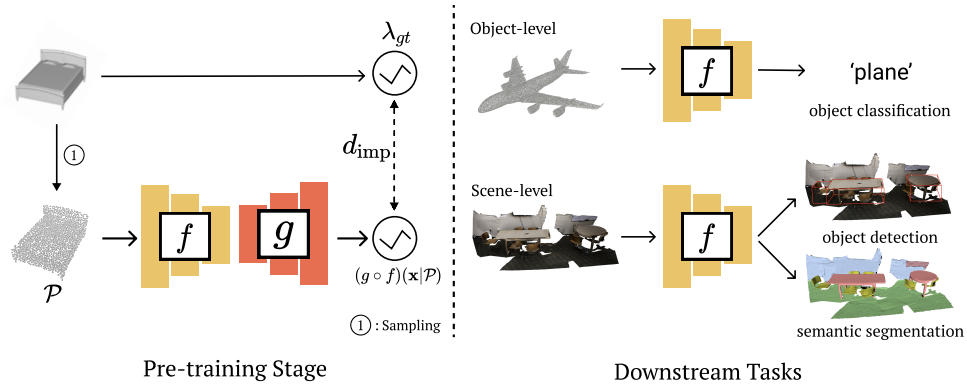 λ_gt
①
d_imp
f
g
𝒫
(g ∘ f)(x|𝒫)
① : Sampling
Pre-training Stage
Object-level
f
‘plane’
object classification
Scene-level
f
object detection
semantic segmentation
Downstream Tasks